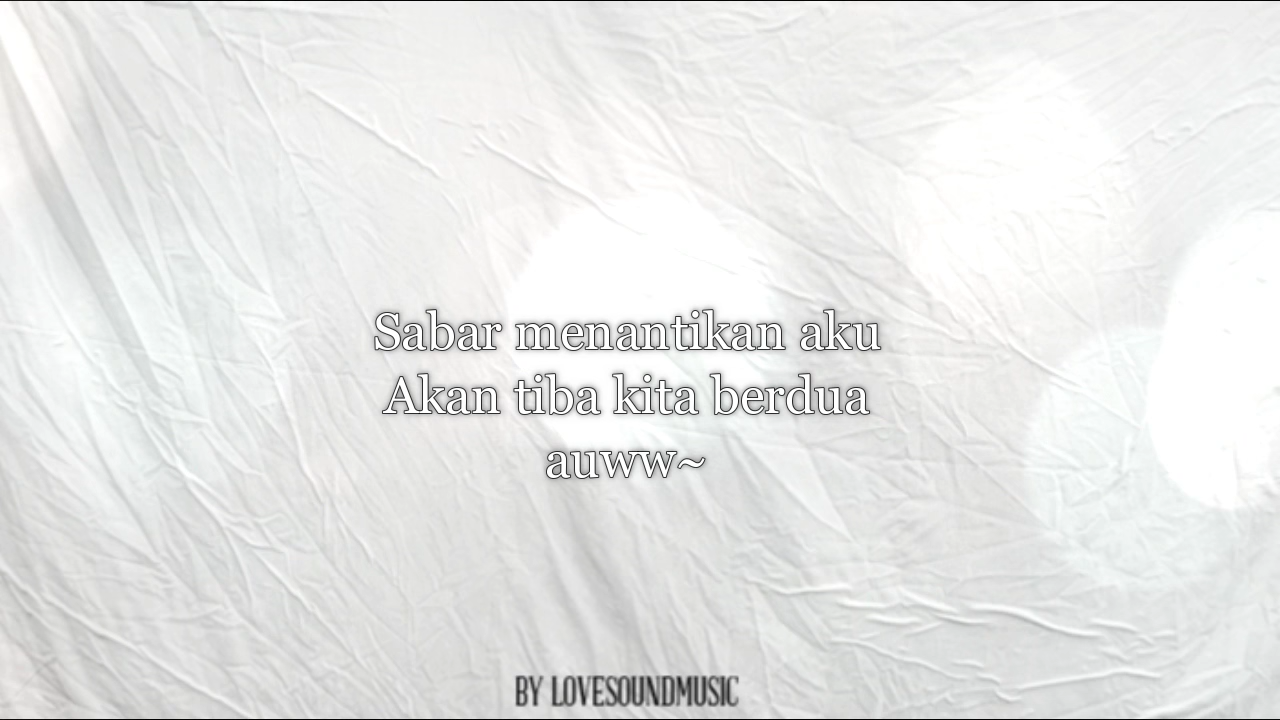 Sabar menantikan aku
Akan tiba kita berdua
auww~
BY LOVESOUNDMUSIC